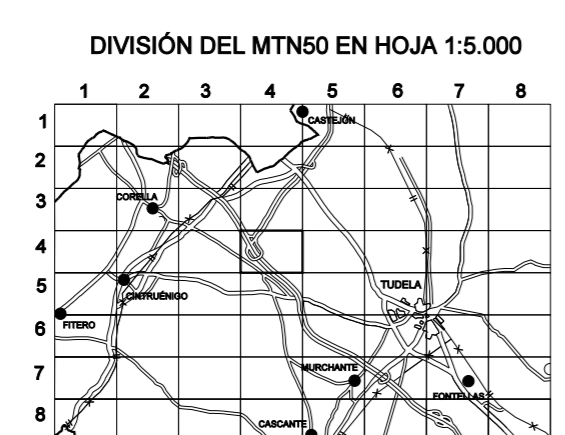 DIVISIÓN DEL MTN50 EN HOJA 1:5.000
1 2 3 4 5 6 7 8
1
CASTEJÓN
2
3
CORELLA
4
5
TUDELA
CINTRUÉNIGO
6
FITERO
7
MURCHANTE
FONTELLAS
8
CASCANTE